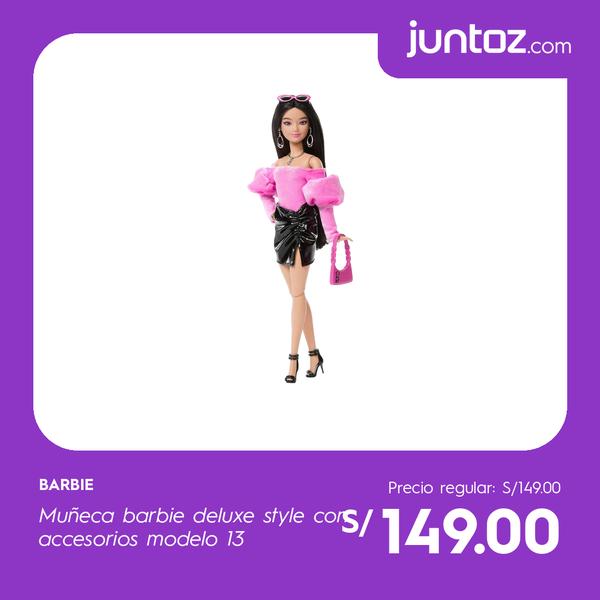 juntoz.com
BARBIE
Precio regular: S/149.00
Muñeca barbie deluxe style con S/ 149.00
accesorios modelo 13